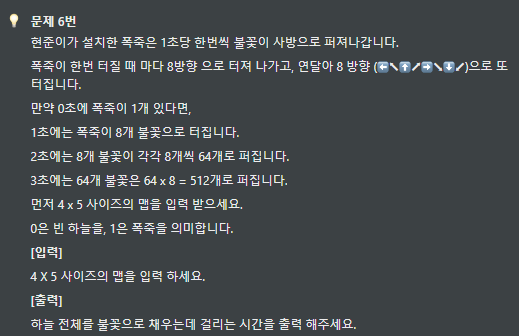 문제 6번
현준이가 설치한 폭죽은 1초당 한번씩 불꽃이 사방으로 퍼져나갑니다.
폭죽이 한번 터질 때 마다 8방향 으로 터져 나가고, 연달아 8 방향 (⬅↖⬆↗➡↘⬇↙)으로 또
터집니다.
만약 0초에 폭죽이 1개 있다면,
1초에는 폭죽이 8개 불꽃으로 터집니다.
2초에는 8개 불꽃이 각각 8개씩 64개로 퍼집니다.
3초에는 64개 불꽃은 64 x 8 = 512개로 퍼집니다.
먼저 4 x 5 사이즈의 맵을 입력 받으세요.
0은 빈 하늘을, 1은 폭죽을 의미합니다.
[입력]
4 X 5 사이즈의 맵을 입력 하세요.
[출력]
하늘 전체를 불꽃으로 채우는데 걸리는 시간을 출력 해주세요.